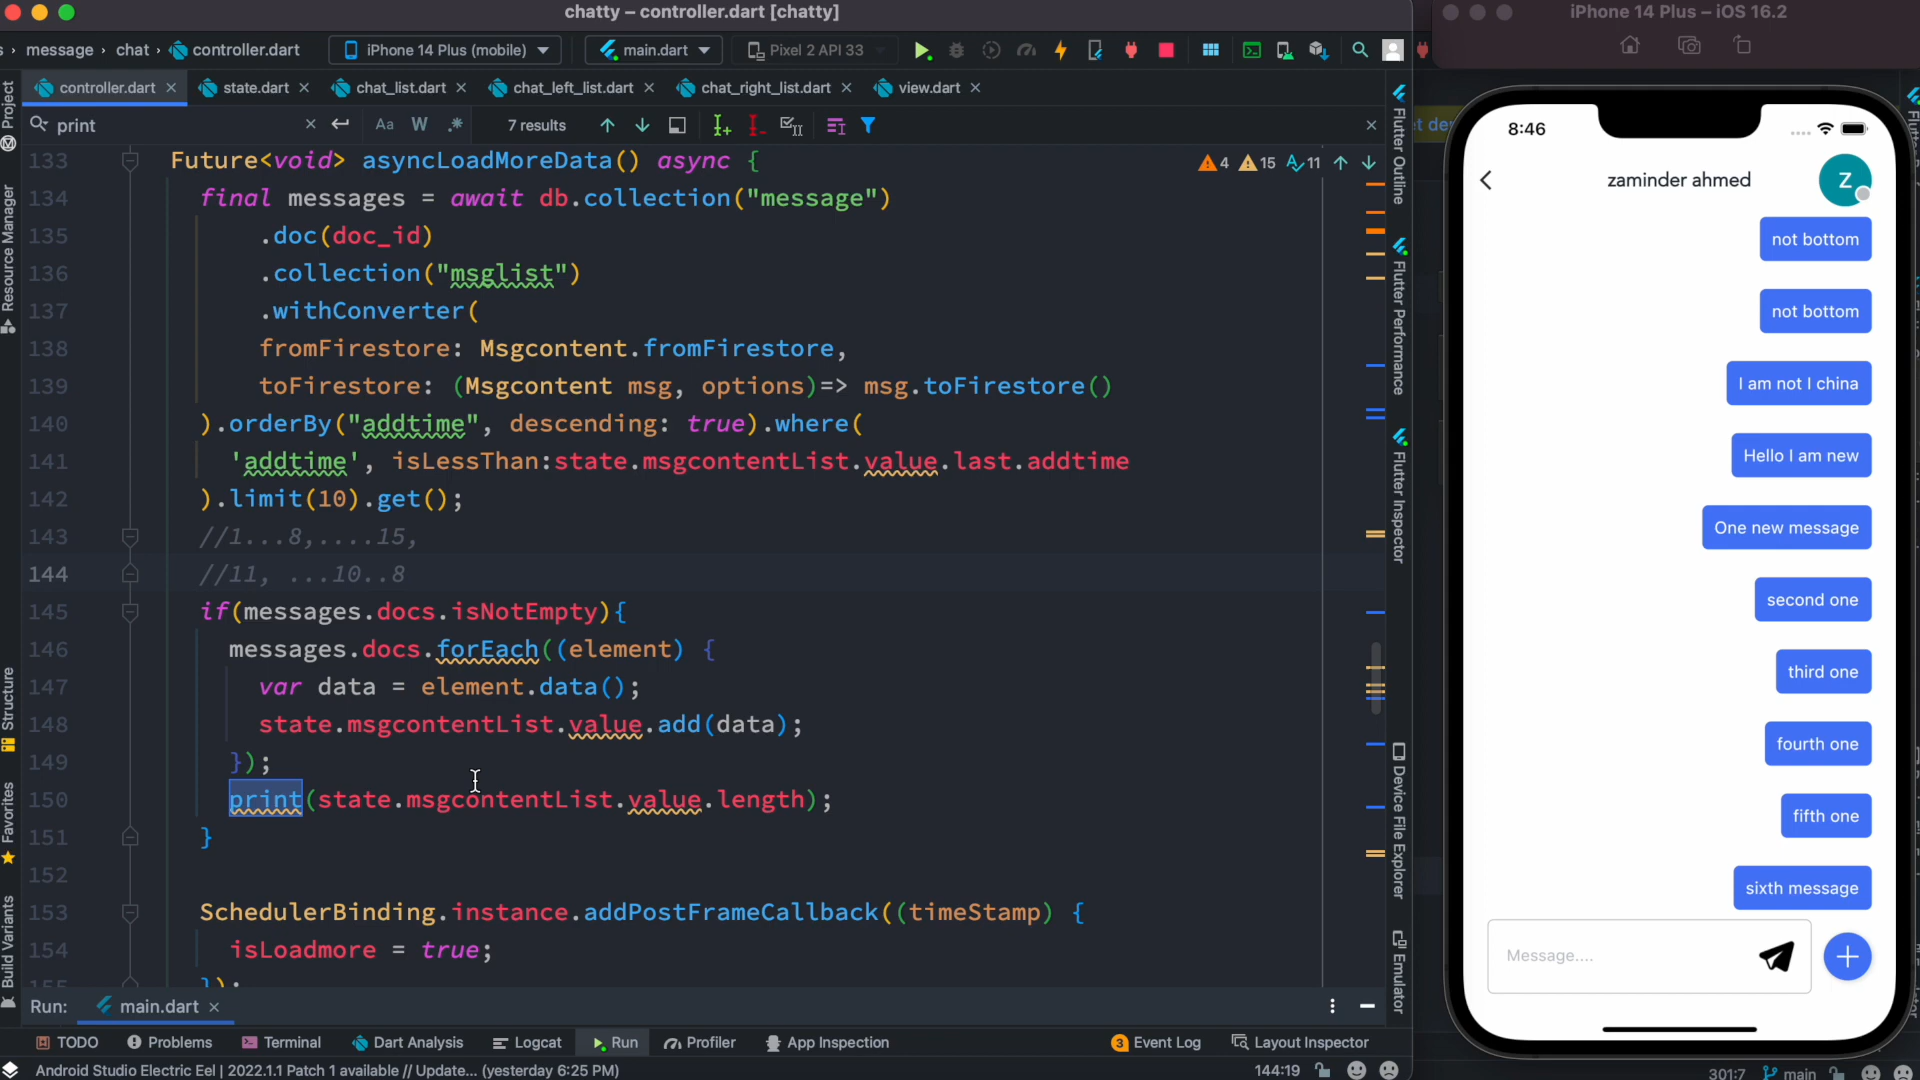 chatty – controller.dart [chatty]
iPhone 14 Plus – iOS 16.2
s › message › chat › controller.dart
iPhone 14 Plus (mobile)
main.dart
Pixel 2 API 33
controller.dart
state.dart
chat_list.dart
chat_left_list.dart
chat_right_list.dart
view.dart
print
Aa W .*
7 results
133 Future<void> asyncLoadMoreData() async {
134 final messages = await db.collection("message")
135 .doc(doc_id)
136 .collection("msglist")
137 .withConverter(
138 fromFirestore: Msgcontent.fromFirestore,
139 toFirestore: (Msgcontent msg, options)=> msg.toFirestore()
140 ).orderBy("addtime", descending: true).where(
141 'addtime', isLessThan:state.msgcontentList.value.last.addtime
142 ).limit(10).get();
143 //1...8,....15,
144 //11, ...10..8
145 if(messages.docs.isNotEmpty){
146 messages.docs.forEach((element) {
147 var data = element.data();
148 state.msgcontentList.value.add(data);
149 });
150 print(state.msgcontentList.value.length);
151 }
152
153 SchedulerBinding.instance.addPostFrameCallback((timeStamp) {
154 isLoadmore = true;
155 });
4 15 11
Project
Resource Manager
Structure
Favorites
Build Variants
Flutter Outline
Flutter Performance
Flutter Inspector
Device File Explorer
Emulator
Run: main.dart
TODO
Problems
Terminal
Dart Analysis
Logcat
Run
Profiler
App Inspection
3 Event Log
Layout Inspector
Android Studio Electric Eel | 2022.1.1 Patch 1 available // Update... (yesterday 6:25 PM)
144:19
8:46
zaminder ahmed
Z
not bottom
not bottom
I am not I china
Hello I am new
One new message
second one
third one
fourth one
fifth one
sixth message
Message....
301:7
main